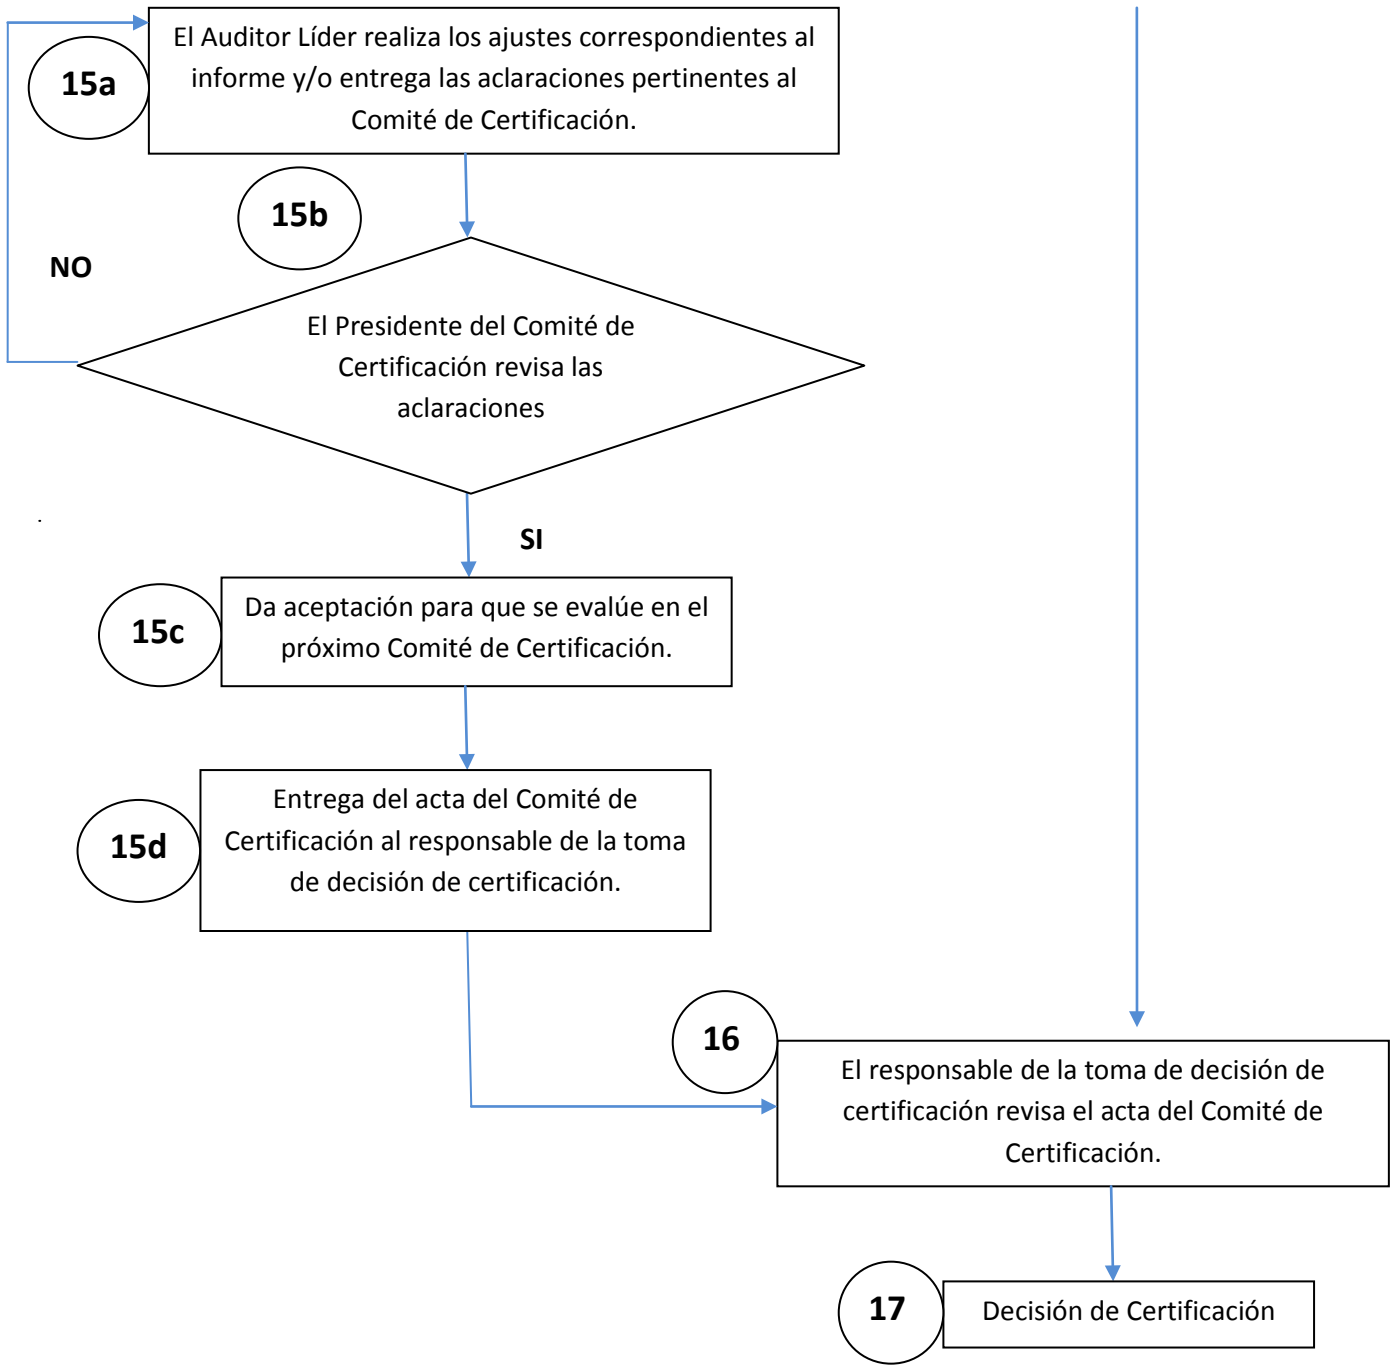 15a
El Auditor Líder realiza los ajustes correspondientes al
informe y/o entrega las aclaraciones pertinentes al
Comité de Certificación.
15b
NO
El Presidente del Comité de
Certificación revisa las
aclaraciones
.
SI
15c
Da aceptación para que se evalúe en el
próximo Comité de Certificación.
15d
Entrega del acta del Comité de
Certificación al responsable de la toma
de decisión de certificación.
16
El responsable de la toma de decisión de
certificación revisa el acta del Comité de
Certificación.
17
Decisión de Certificación